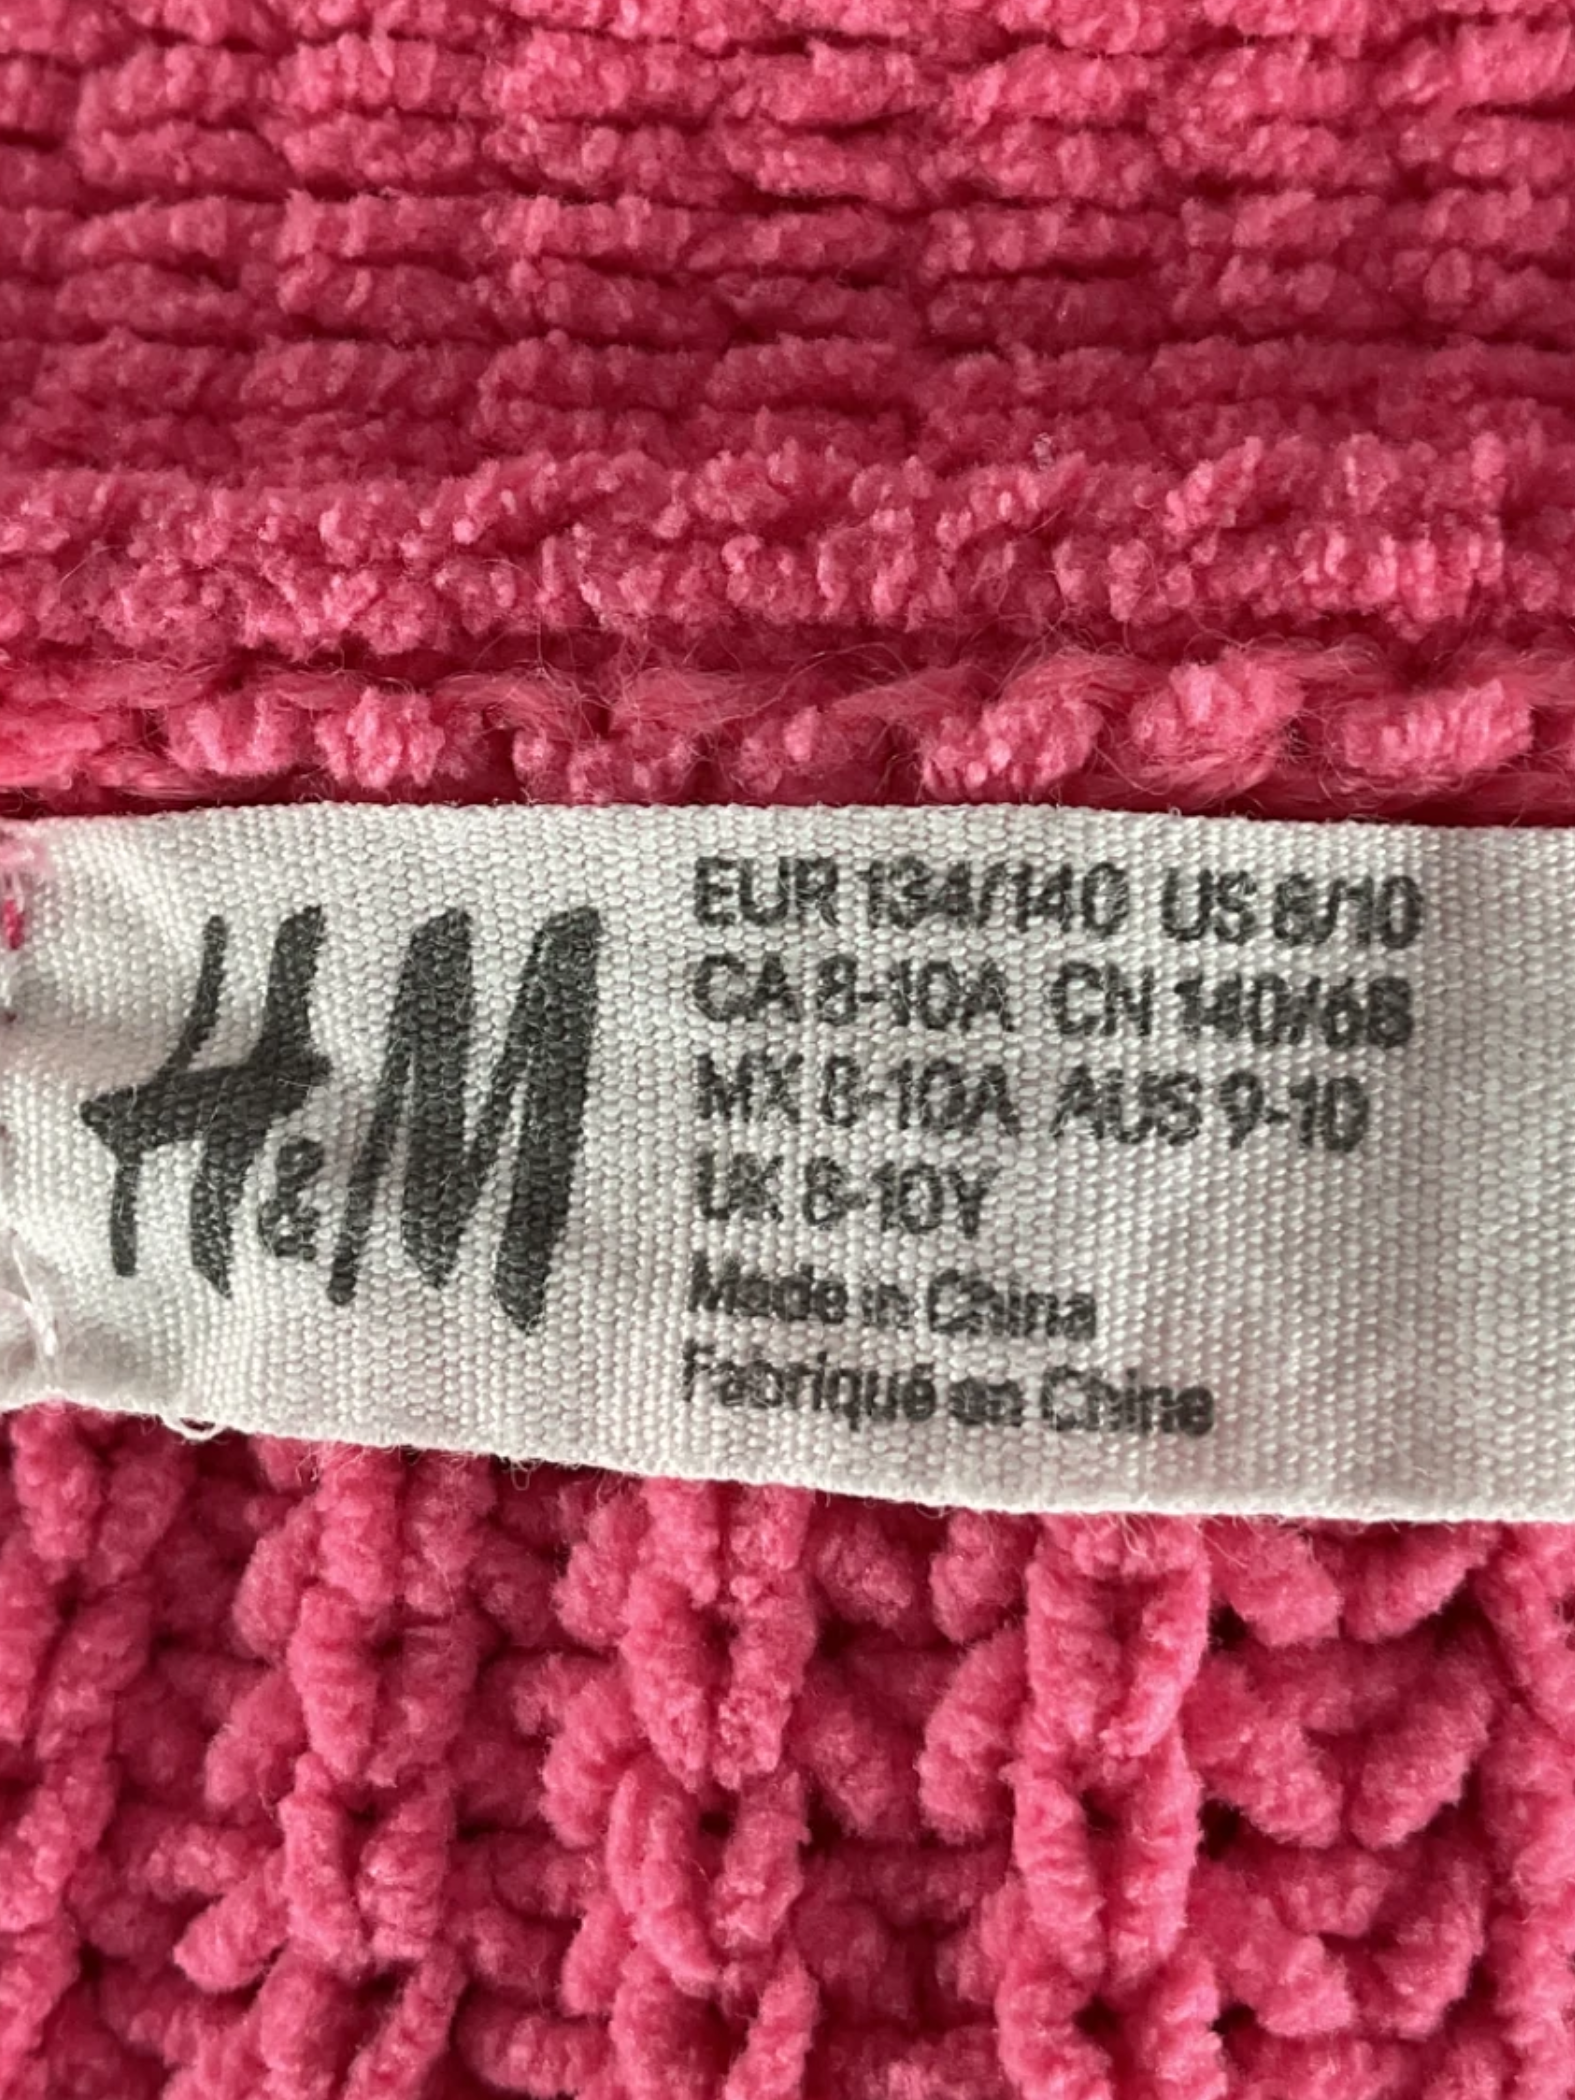 H&M
EUR 134/140 US 8/10
CA 8-10A CN 140/68
MX 8-10A AUS 9-10
UK 8-10Y
Made in China
Fabriqué en Chine